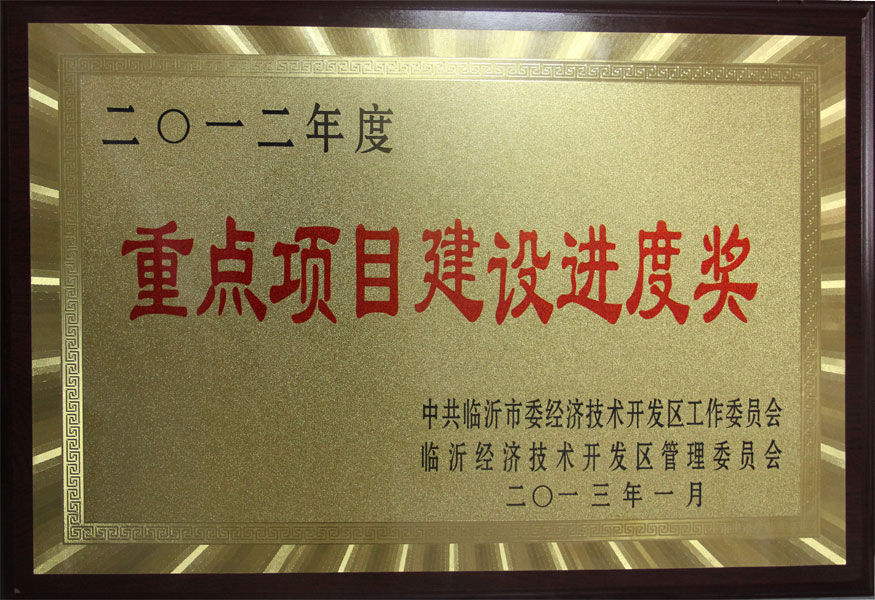 二〇一二年度
重点项目建设进度奖
中共临沂市委经济技术开发区工作委员会
临沂经济技术开发区管理委员会
二〇一三年一月